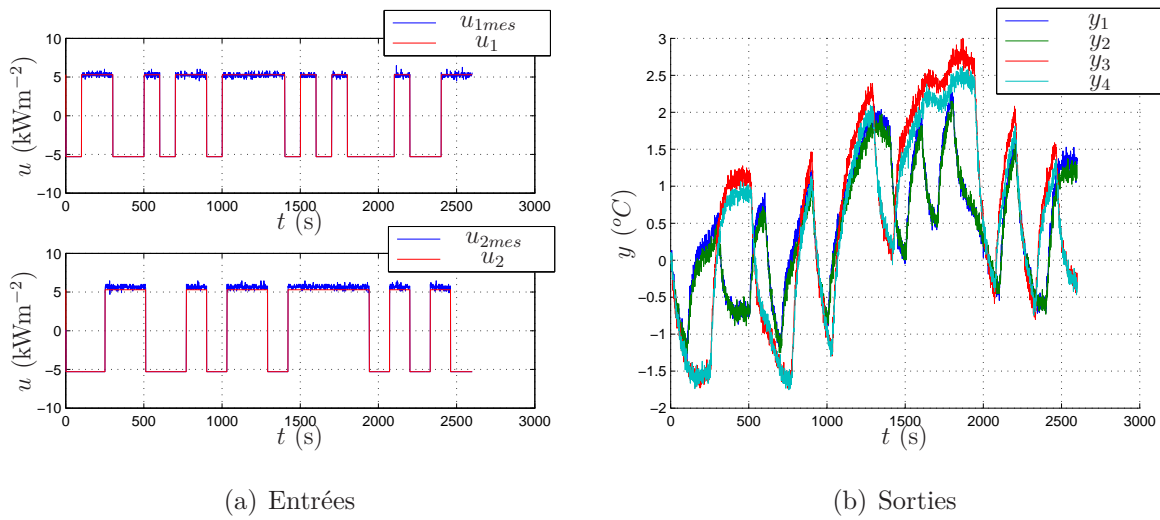 u1mes
u1
10
5
0
−5
−10
u (kWm−2)
0 500 1000 1500 2000 2500 3000
t (s)
u2mes
u2
10
5
0
−5
−10
u (kWm−2)
0 500 1000 1500 2000 2500 3000
t (s)
(a) Entrées
y1
y2
y3
y4
3
2.5
2
1.5
1
0.5
0
−0.5
−1
−1.5
−2
y (oC)
0 500 1000 1500 2000 2500 3000
t (s)
(b) Sorties